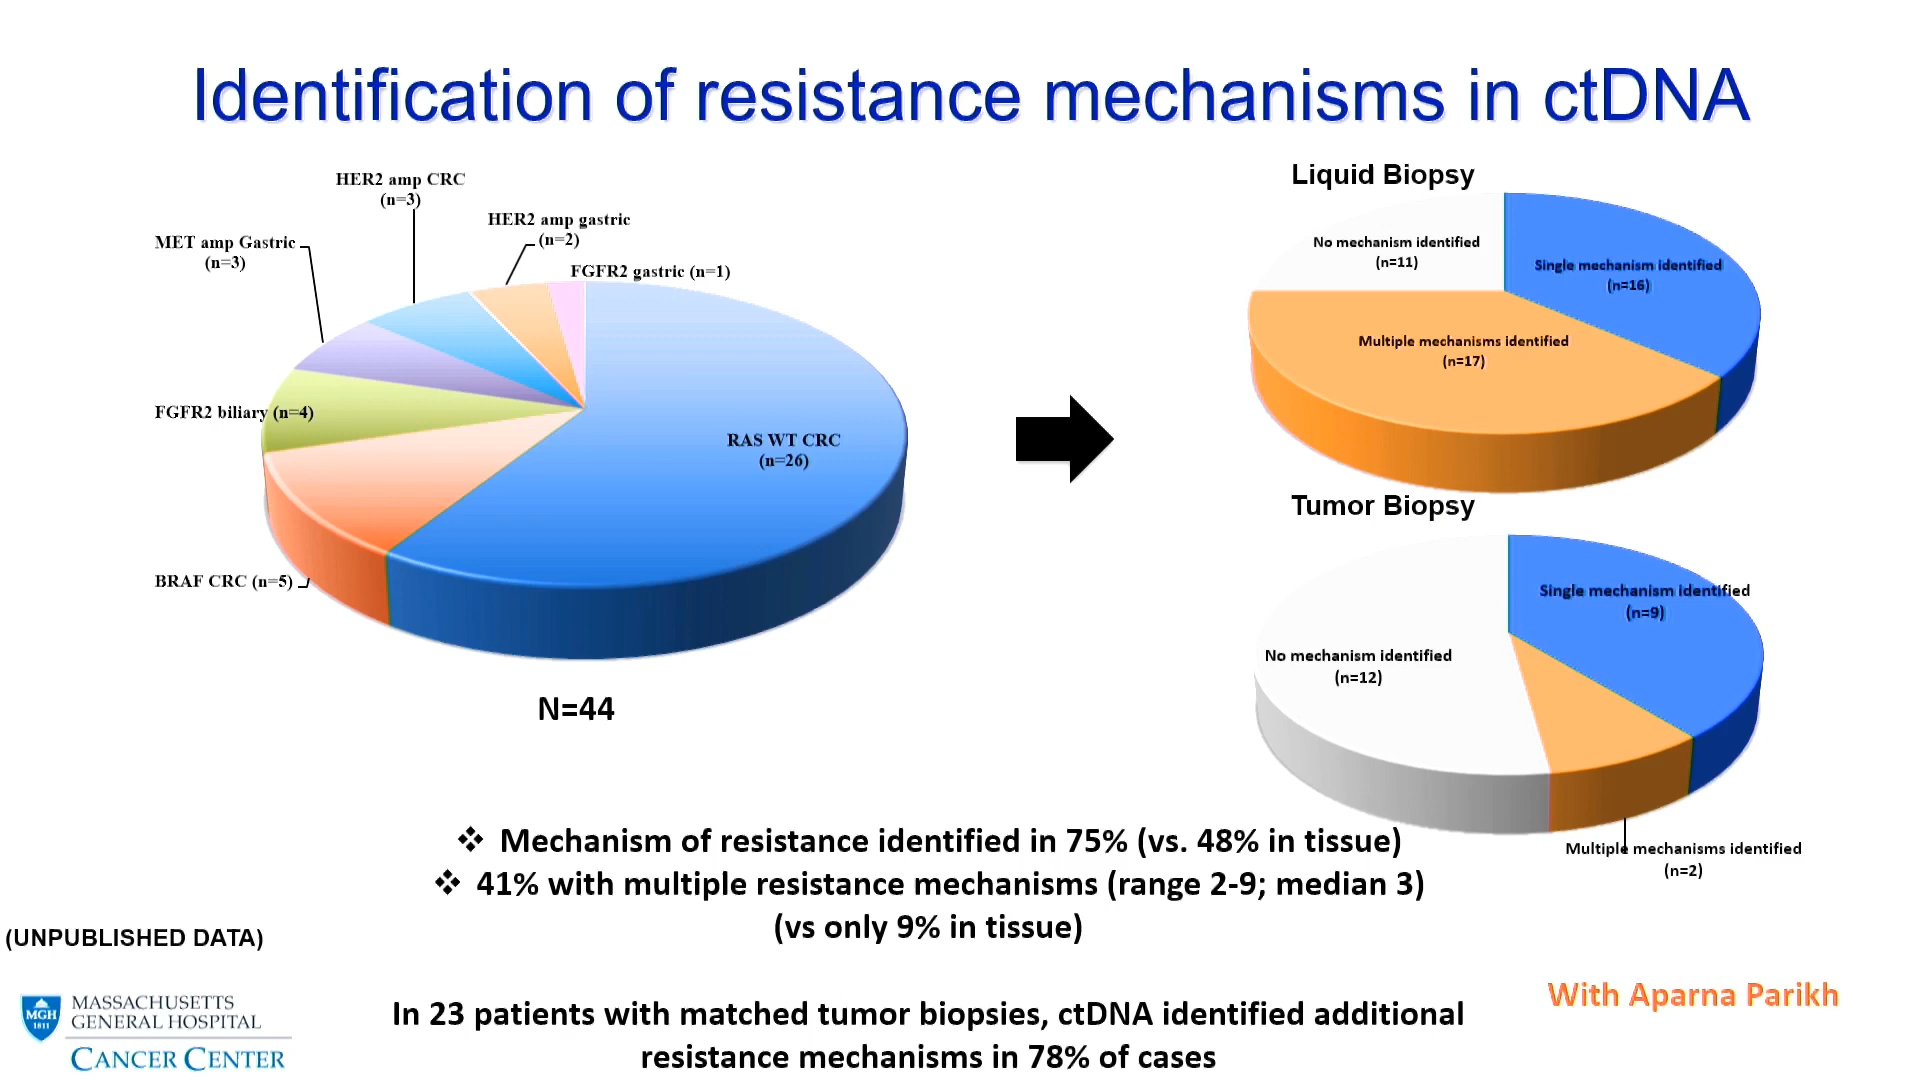 Identification of resistance mechanisms in ctDNA
HER2 amp CRC
(n=3)
HER2 amp gastric
(n=2)
MET amp Gastric
(n=3)
FGFR2 gastric (n=1)
FGFR2 biliary (n=4)
RAS WT CRC
(n=26)
BRAF CRC (n=5)
N=44
Liquid Biopsy
No mechanism identified
(n=11)
Single mechanism identified
(n=16)
Multiple mechanisms identified
(n=17)
Tumor Biopsy
Single mechanism identified
(n=9)
No mechanism identified
(n=12)
Multiple mechanisms identified
(n=2)
❖ Mechanism of resistance identified in 75% (vs. 48% in tissue)
❖ 41% with multiple resistance mechanisms (range 2-9; median 3)
(vs only 9% in tissue)
(UNPUBLISHED DATA)
In 23 patients with matched tumor biopsies, ctDNA identified additional
resistance mechanisms in 78% of cases
With Aparna Parikh
MGH
1811
MASSACHUSETTS
GENERAL HOSPITAL
CANCER CENTER